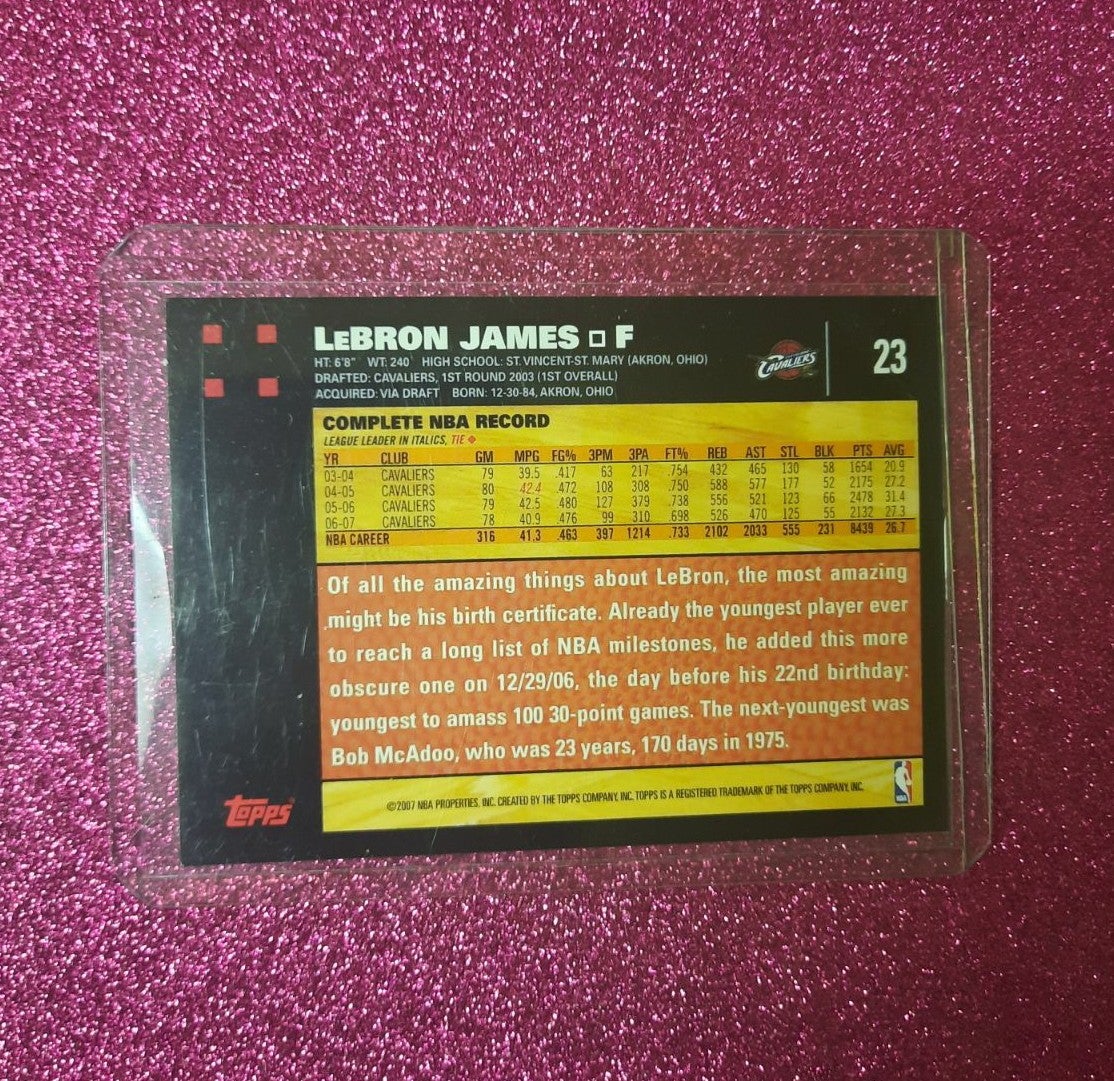 LeBRON JAMES □ F
HT: 6'8" WT: 240 HIGH SCHOOL: ST. VINCENT-ST. MARY (AKRON, OHIO)
DRAFTED: CAVALIERS, 1ST ROUND 2003 (1ST OVERALL)
ACQUIRED: VIA DRAFT BORN: 12-30-84, AKRON, OHIO
CAVALIERS
23
COMPLETE NBA RECORD
LEAGUE LEADER IN ITALICS, TIE ◆
YR CLUB GM MPG FG% 3PM 3PA FT% REB AST STL BLK PTS AVG
03-04 CAVALIERS 79 39.5 .417 63 217 .754 432 465 130 58 1654 20.9
04-05 CAVALIERS 80 42.4 .472 108 308 .750 588 577 177 52 2175 27.2
05-06 CAVALIERS 79 42.5 .480 127 379 .738 556 521 123 66 2478 31.4
06-07 CAVALIERS 78 40.9 .476 99 310 .698 526 470 125 55 2132 27.3
NBA CAREER 316 41.3 .463 397 1214 .733 2102 2033 555 231 8439 26.7
Of all the amazing things about LeBron, the most amazing
might be his birth certificate. Already the youngest player ever
to reach a long list of NBA milestones, he added this more
obscure one on 12/29/06, the day before his 22nd birthday:
youngest to amass 100 30-point games. The next-youngest was
Bob McAdoo, who was 23 years, 170 days in 1975.
©2007 NBA PROPERTIES, INC. CREATED BY THE TOPPS COMPANY, INC. TOPPS IS A REGISTERED TRADEMARK OF THE TOPPS COMPANY, INC.
NBA
Topps